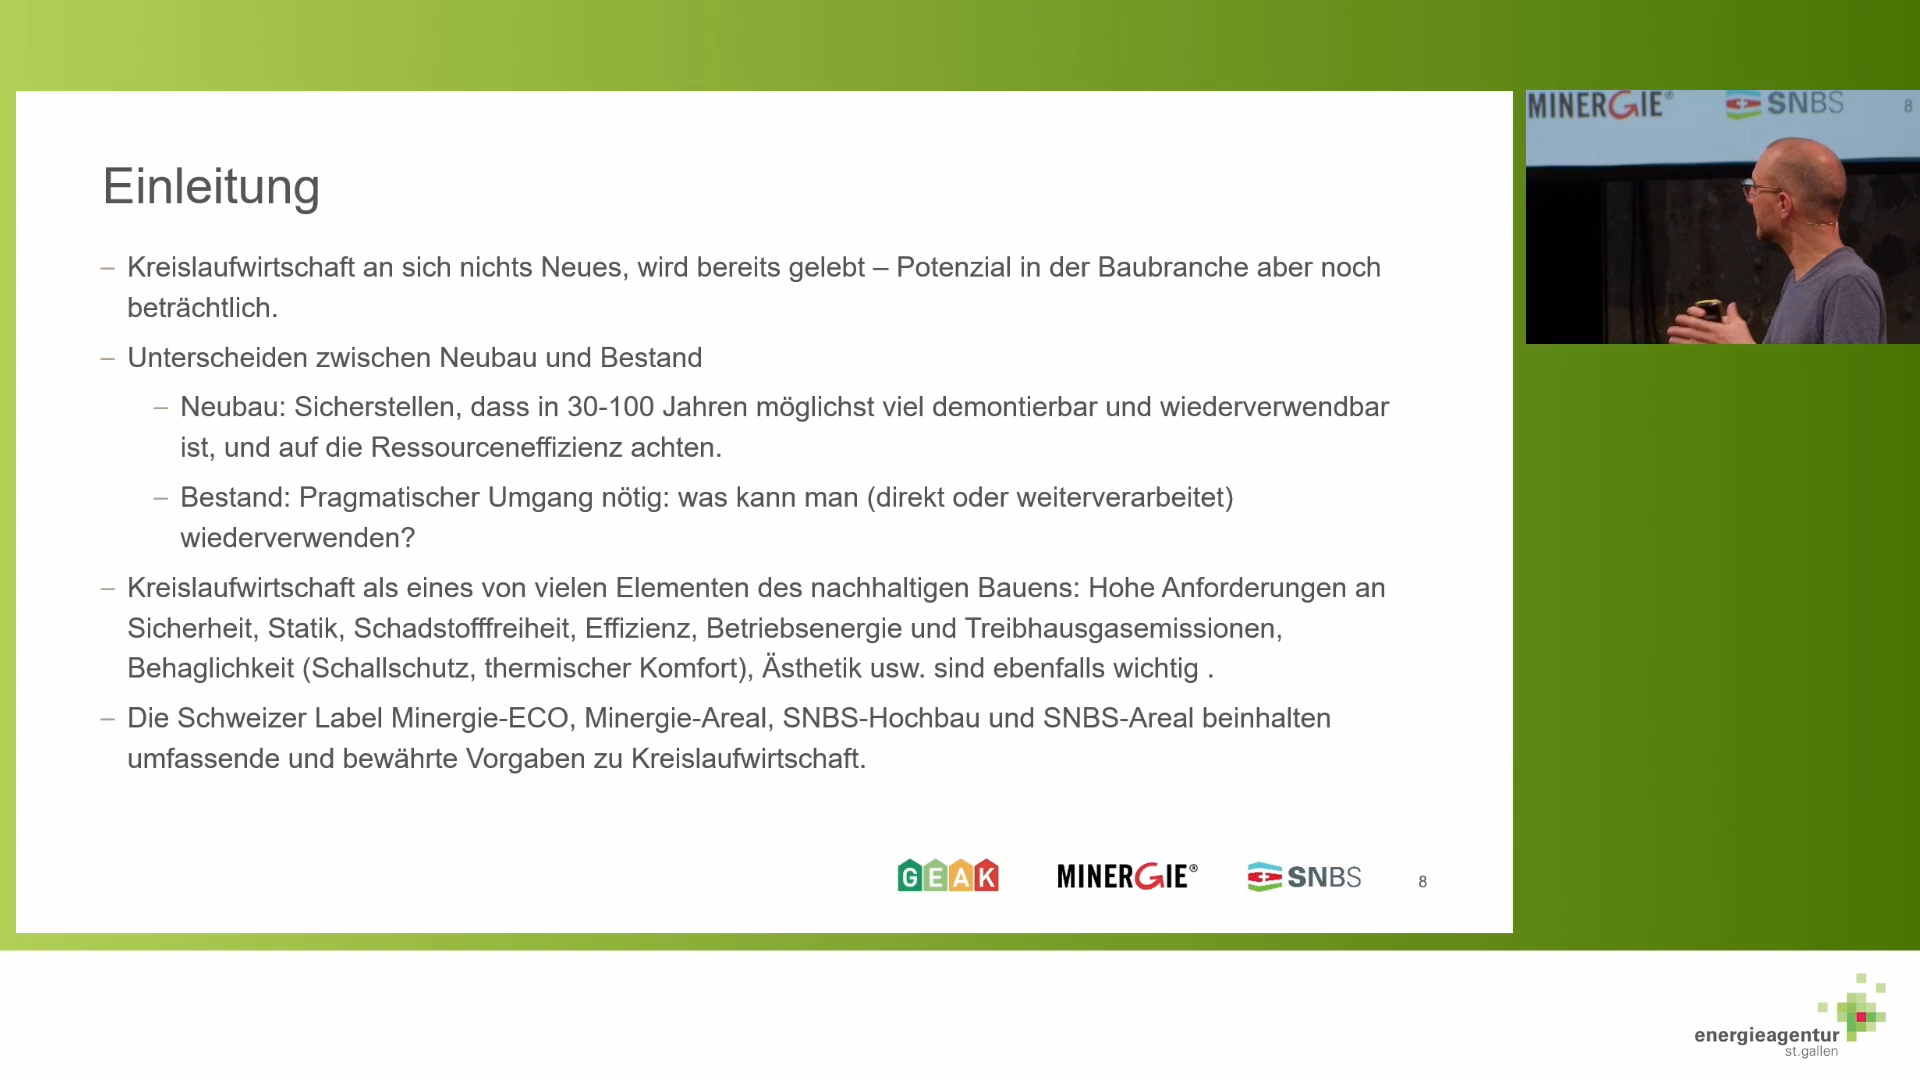 Einleitung
– Kreislaufwirtschaft an sich nichts Neues, wird bereits gelebt – Potenzial in der Baubranche aber noch
beträchtlich.
– Unterscheiden zwischen Neubau und Bestand
– Neubau: Sicherstellen, dass in 30-100 Jahren möglichst viel demontierbar und wiederverwendbar
ist, und auf die Ressourceneffizienz achten.
– Bestand: Pragmatischer Umgang nötig: was kann man (direkt oder weiterverarbeitet)
wiederverwenden?
– Kreislaufwirtschaft als eines von vielen Elementen des nachhaltigen Bauens: Hohe Anforderungen an
Sicherheit, Statik, Schadstofffreiheit, Effizienz, Betriebsenergie und Treibhausgasemissionen,
Behaglichkeit (Schallschutz, thermischer Komfort), Ästhetik usw. sind ebenfalls wichtig .
– Die Schweizer Label Minergie-ECO, Minergie-Areal, SNBS-Hochbau und SNBS-Areal beinhalten
umfassende und bewährte Vorgaben zu Kreislaufwirtschaft.
GEAK MINERGIE® SNBS 8
MINERGIE® SNBS 8
energieagentur
st.gallen